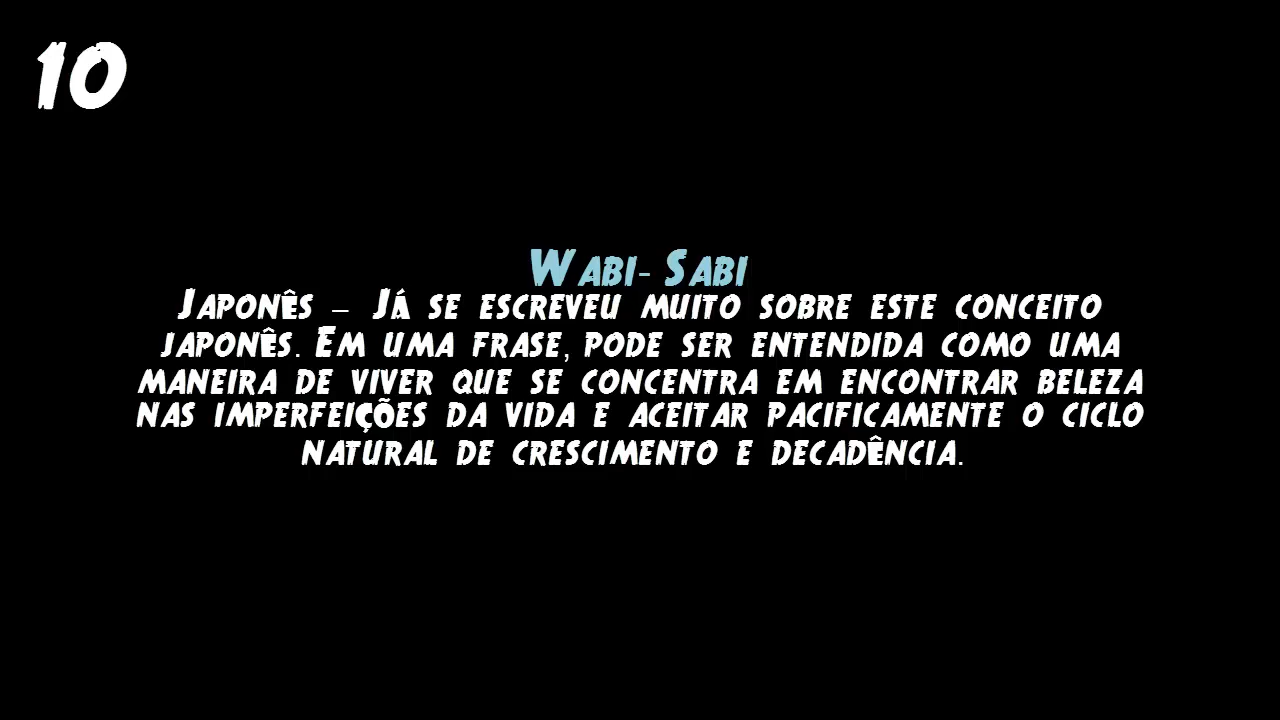 10
Wabi- Sabi
Japonês – Já se escreveu muito sobre este conceito
japonês. Em uma frase, pode ser entendida como uma
maneira de viver que se concentra em encontrar beleza
nas imperfeições da vida e aceitar pacificamente o ciclo
natural de crescimento e decadência.